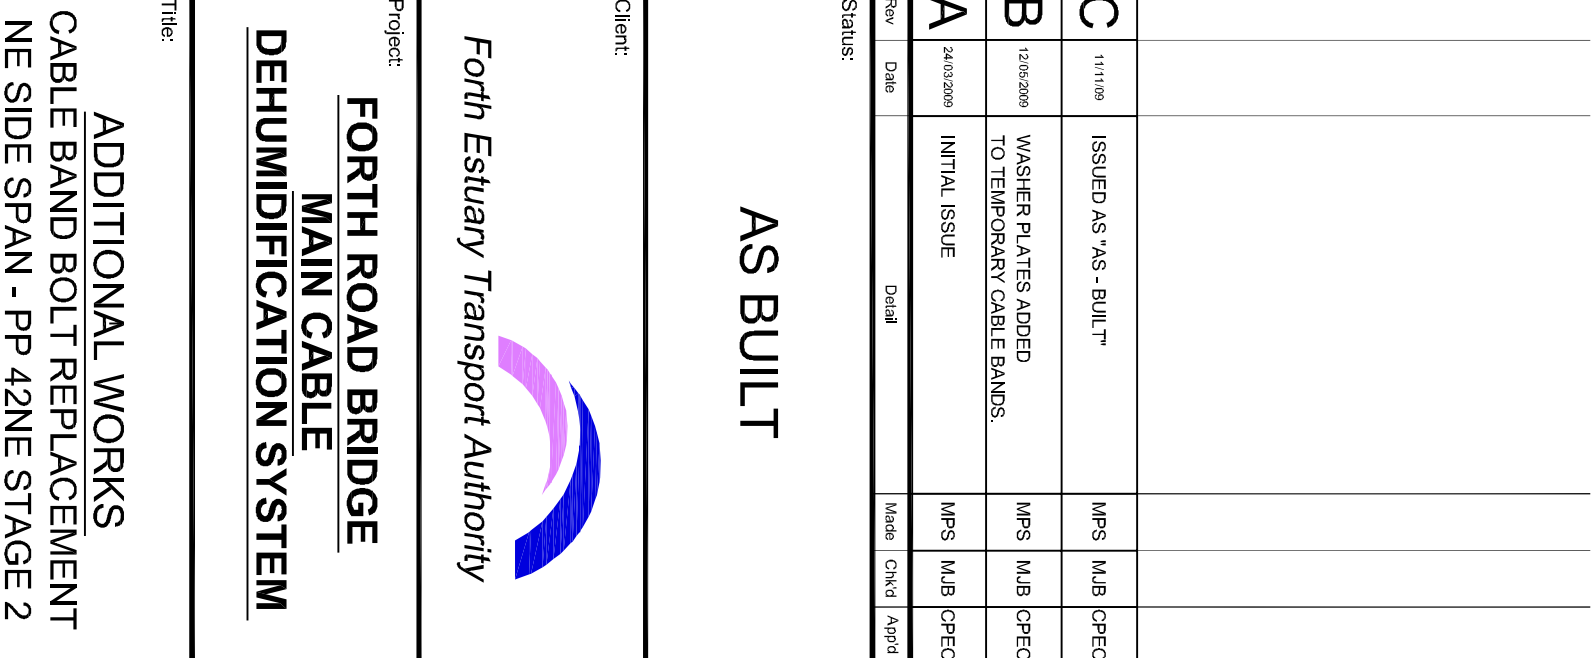 C 11/11/09 ISSUED AS "AS - BUILT" MPS MJB CPEC
B 12/05/2009 WASHER PLATES ADDED MPS MJB CPEC
TO TEMPORARY CABLE BANDS.
A 24/03/2009 INITIAL ISSUE MPS MJB CPEC
Rev Date Detail Made Chk'd App'd
Status:
AS BUILT
Client:
Forth Estuary Transport Authority
Project:
FORTH ROAD BRIDGE
MAIN CABLE
DEHUMIDIFICATION SYSTEM
Title:
ADDITIONAL WORKS
CABLE BAND BOLT REPLACEMENT
NE SIDE SPAN - PP 42NE STAGE 2